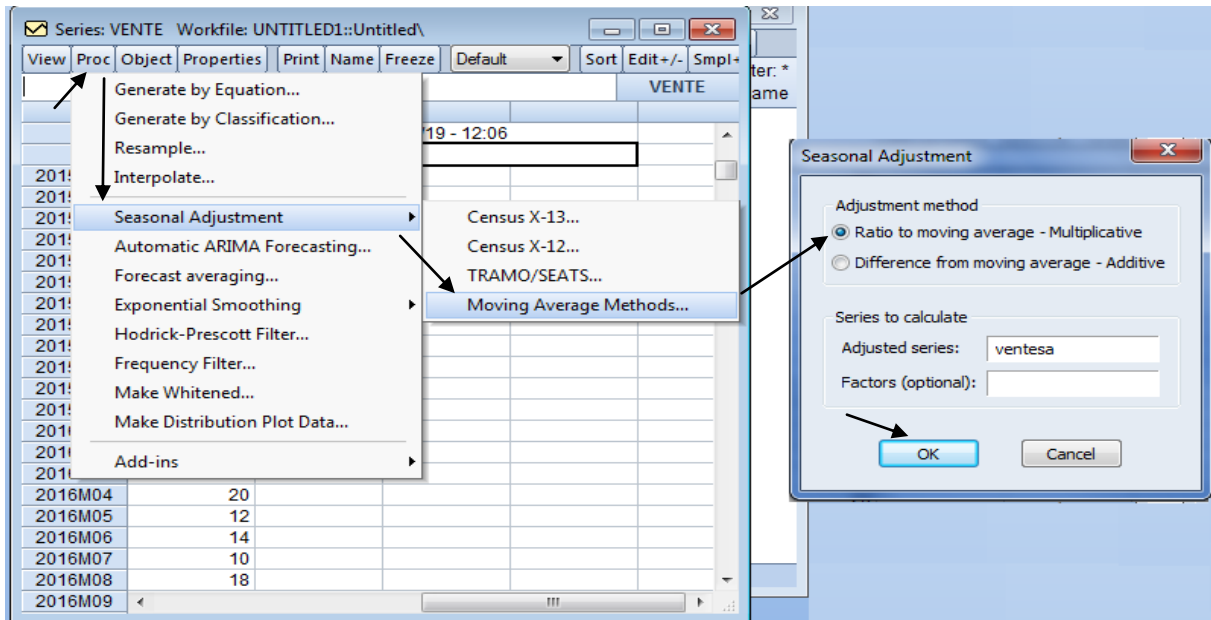 Series: VENTE Workfile: UNTITLED1::Untitled\
View Proc Object Properties Print Name Freeze Default Sort Edit+/- Smpl+
VENTE
Generate by Equation...
Generate by Classification...
Resample...
Interpolate...
Seasonal Adjustment
Automatic ARIMA Forecasting...
Forecast averaging...
Exponential Smoothing
Hodrick-Prescott Filter...
Frequency Filter...
Make Whitened...
Make Distribution Plot Data...
Add-ins
/19 - 12:06
2016M04 20
2016M05 12
2016M06 14
2016M07 10
2016M08 18
2016M09
Census X-13...
Census X-12...
TRAMO/SEATS...
Moving Average Methods...
ter: *
ame
Seasonal Adjustment
Adjustment method
Ratio to moving average - Multiplicative
Difference from moving average - Additive
Series to calculate
Adjusted series: ventesa
Factors (optional):
OK Cancel